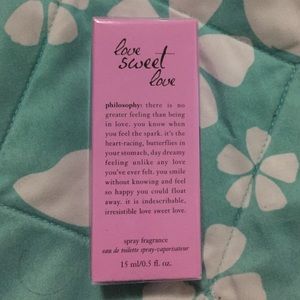 love
sweet
love
philosophy: there is no
greater feeling than being
in love. you know when
you feel the spark. it's the
heart-racing, butterflies in
your stomach, day dreamy
feeling unlike any love
you've ever felt. you smile
without knowing and feel
so happy you could float
away. it is indescribable,
irresistible love sweet love.
spray fragrance
eau de toilette spray-vaporisateur
15 ml/0.5 fl. oz.